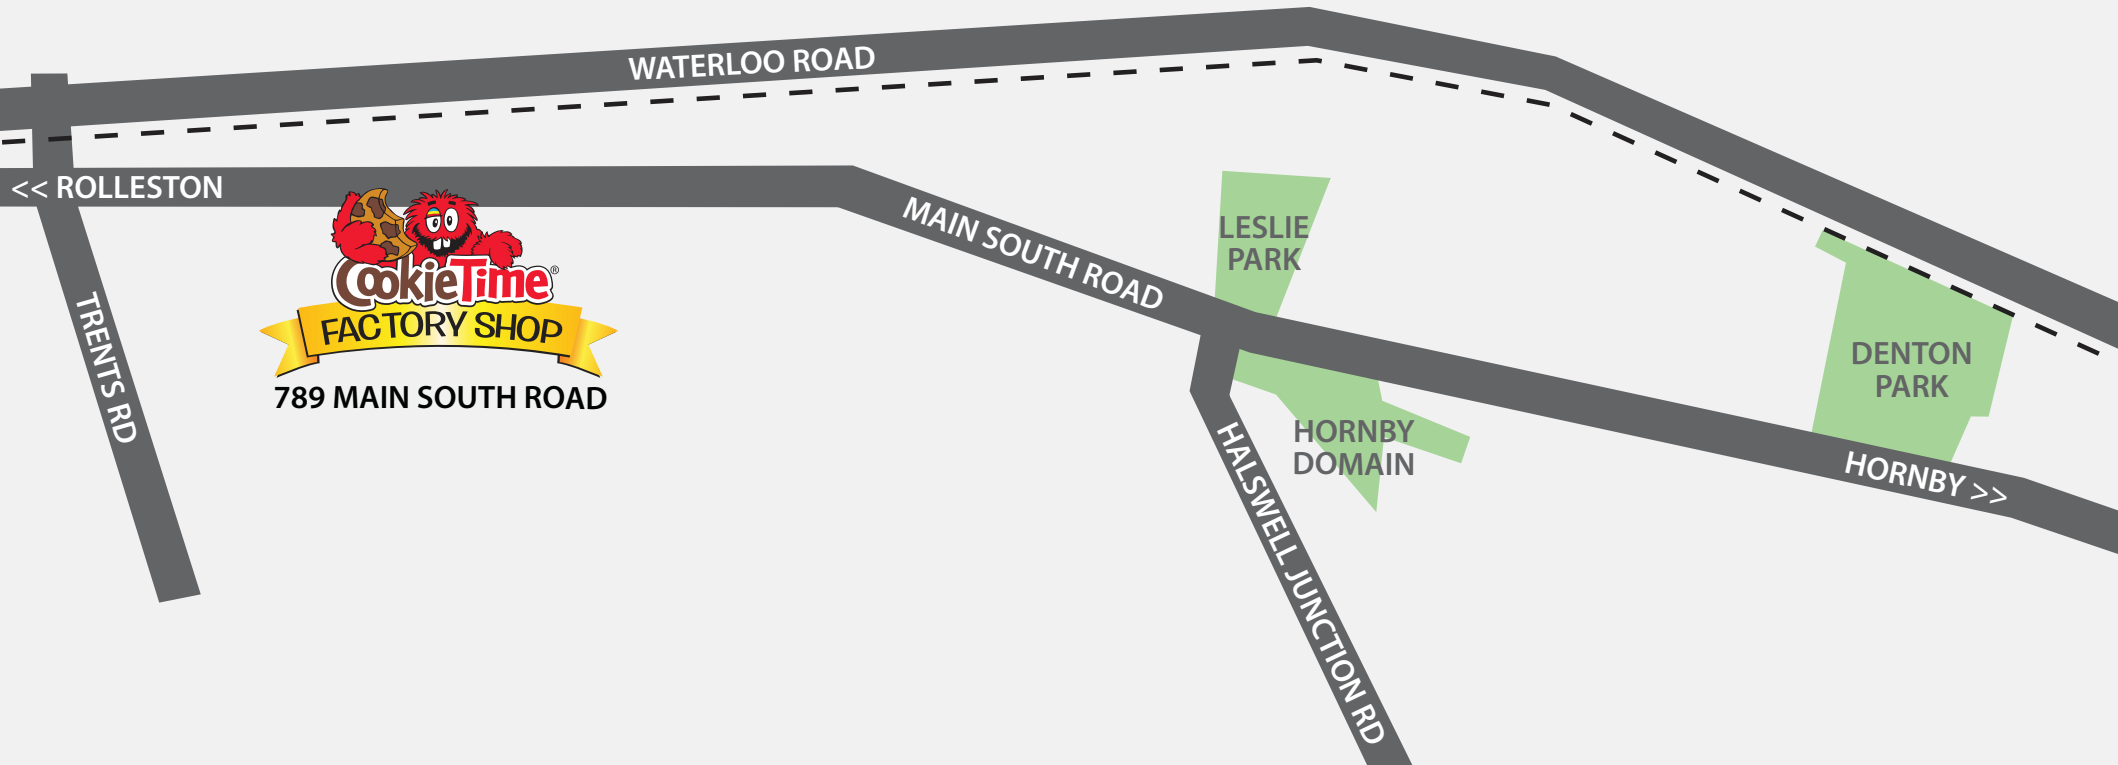 WATERLOO ROAD
<< ROLLESTON
MAIN SOUTH ROAD
LESLIE
PARK
CookieTime®
FACTORY SHOP
789 MAIN SOUTH ROAD
TRENTS RD
DENTON
PARK
HORNBY
DOMAIN
HORNBY >>
HALSWELL JUNCTION RD